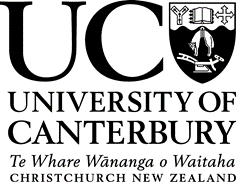 UC
UNIVERSITY OF
CANTERBURY
Te Whare Wānanga o Waitaha
CHRISTCHURCH NEW ZEALAND